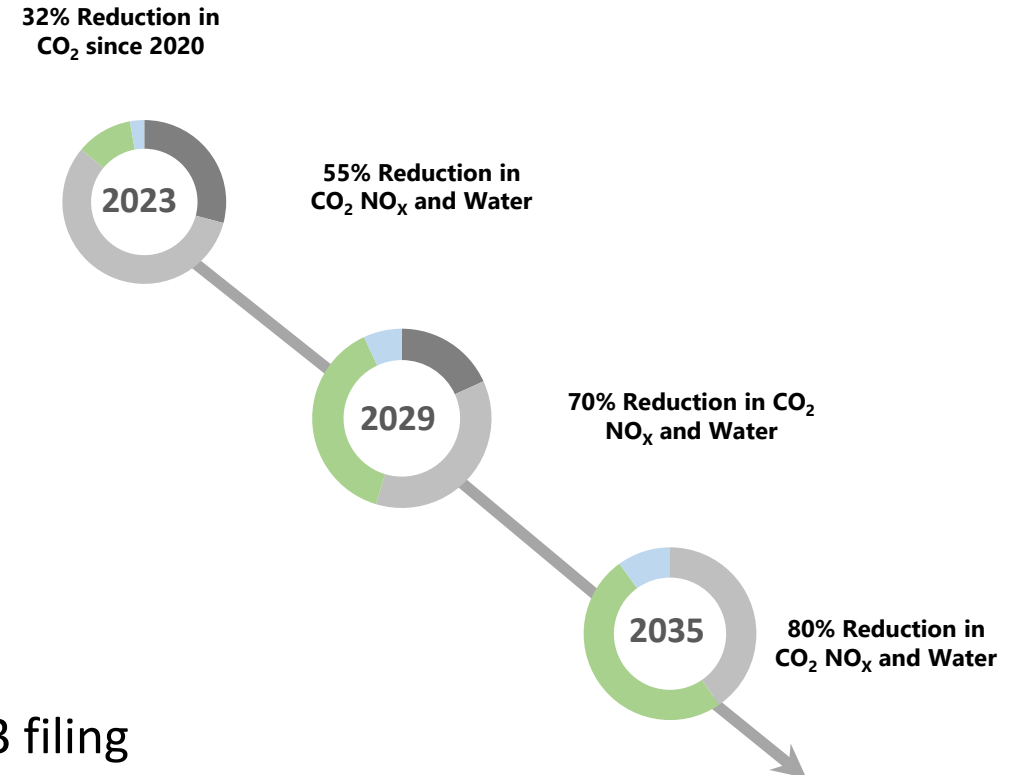 32% Reduction in
CO₂ since 2020
2023
55% Reduction in
CO₂ NOₓ and Water
2029
70% Reduction in CO₂
NOₓ and Water
2035
80% Reduction in
CO₂ NOₓ and Water
filing